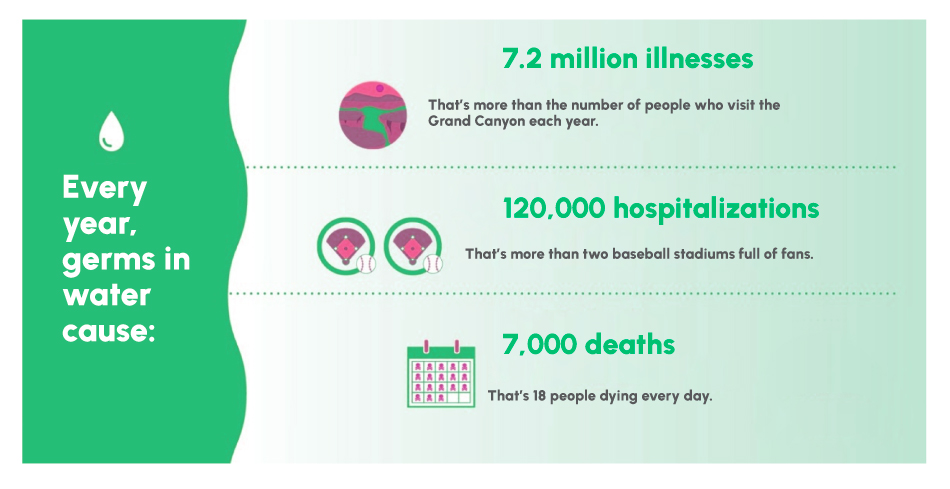 Every
year,
germs in
water
cause:
7.2 million illnesses
That's more than the number of people who visit the
Grand Canyon each year.
120,000 hospitalizations
That's more than two baseball stadiums full of fans.
7,000 deaths
That's 18 people dying every day.